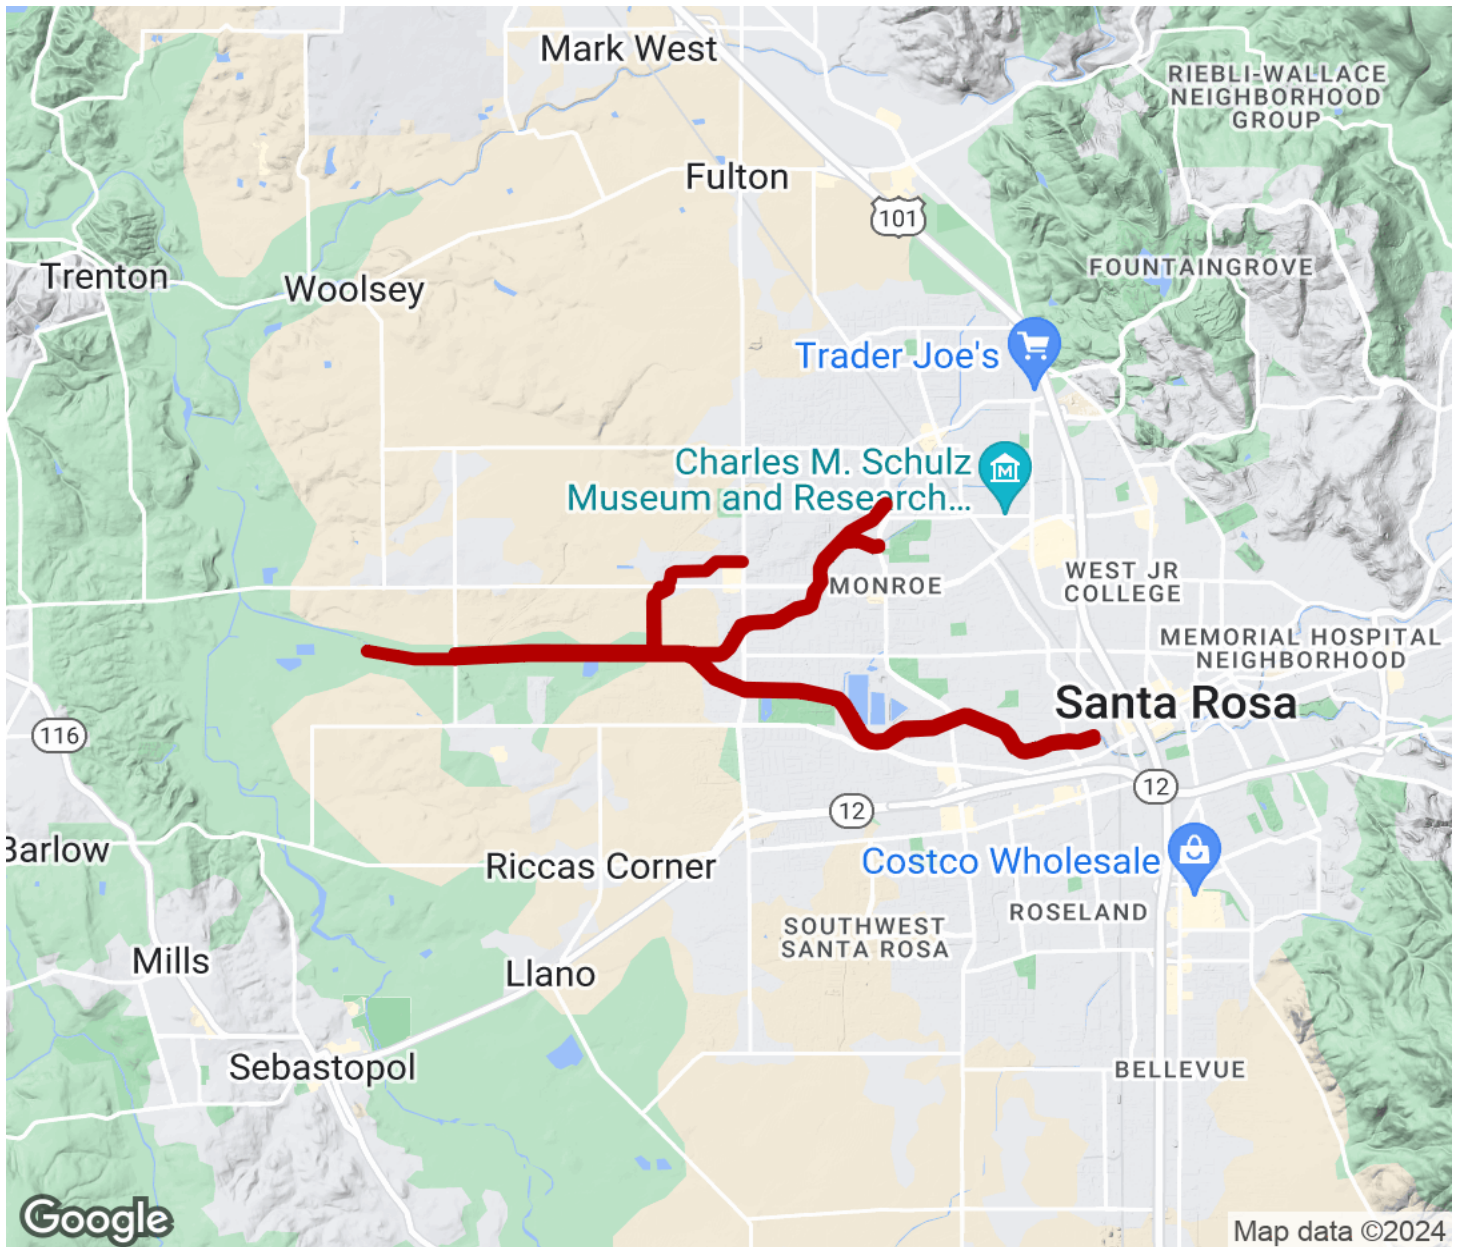 Mark West
RIEBLI-WALLACE
NEIGHBORHOOD
GROUP
Fulton
101
FOUNTAINGROVE
Trenton
Woolsey
Trader Joe's
Charles M. Schulz
Museum and Research...
MONROE
WEST JR
COLLEGE
MEMORIAL HOSPITAL
NEIGHBORHOOD
Santa Rosa
116
12
12
Barlow
Riccas Corner
Costco Wholesale
ROSELAND
SOUTHWEST
SANTA ROSA
Mills
Llano
Sebastopol
BELLEVUE
Google
Map data ©2024